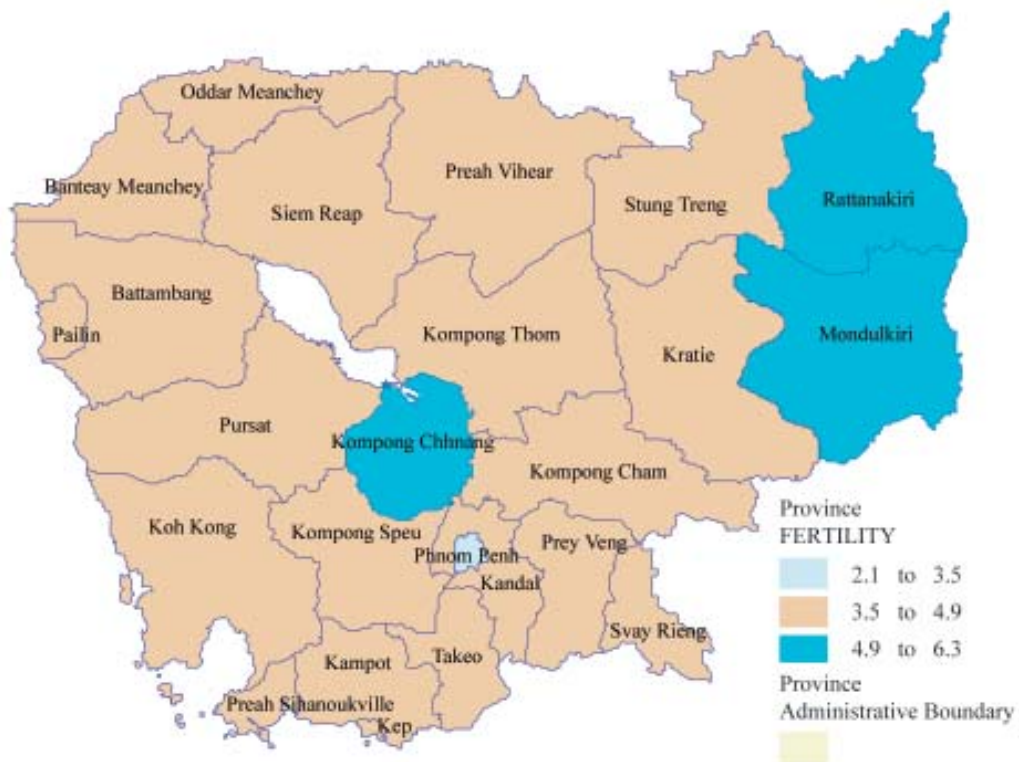 Oddar Meanchey
Preah Vihear
Banteay Meanchey
Siem Reap
Stung Treng
Rattanakiri
Battambang
Pailin
Kompong Thom
Kratie
Mondulkiri
Pursat
Kompong Chhnang
Kompong Cham
Koh Kong
Kompong Speu
Phnom Penh
Prey Veng
Kandal
Svay Rieng
Takeo
Kampot
Preah Sihanoukville
Kep
Province
FERTILITY
2.1 to 3.5
3.5 to 4.9
4.9 to 6.3
Province
Administrative Boundary